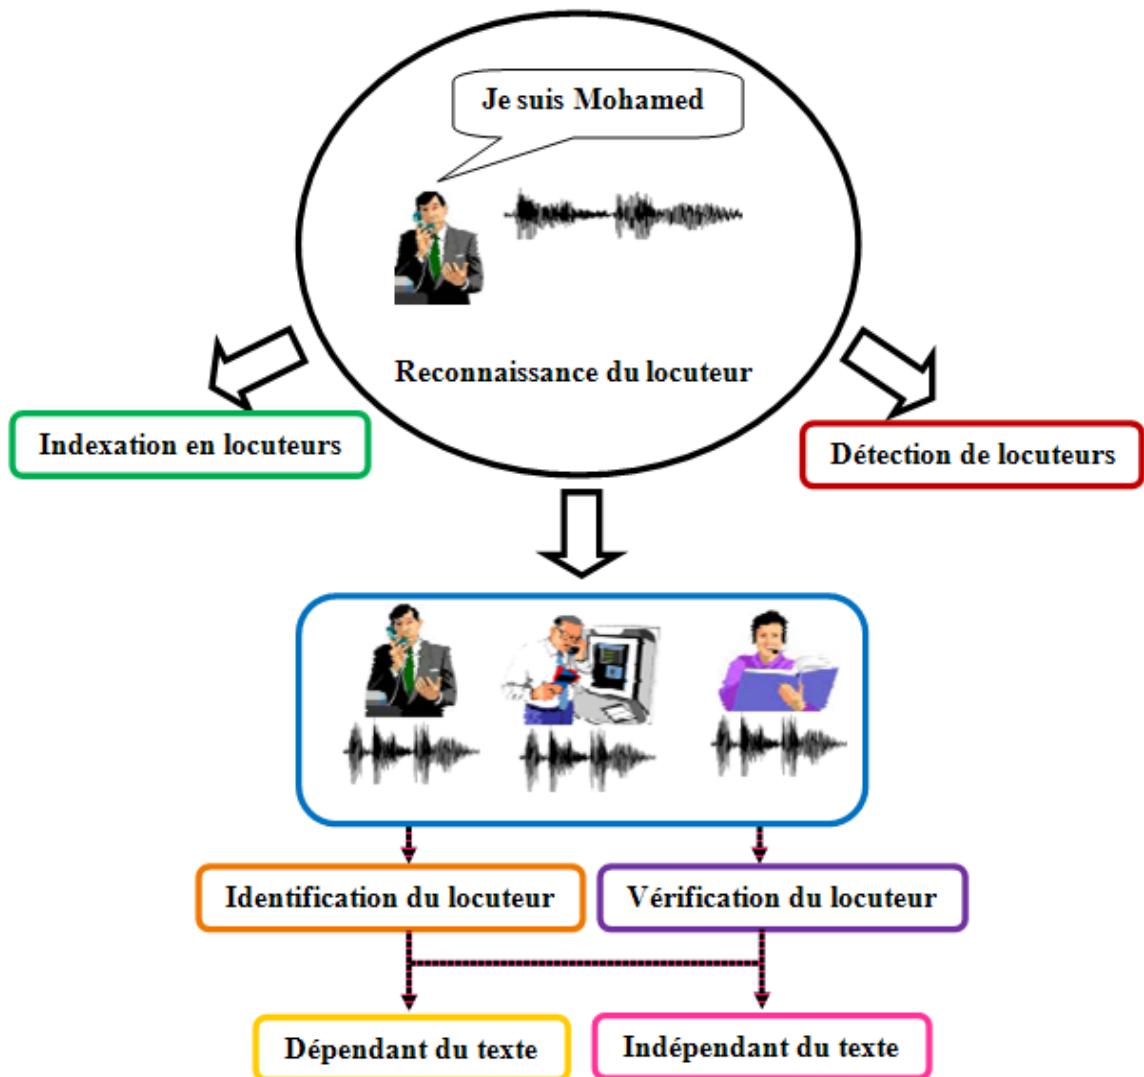 Je suis Mohamed
Reconnaissance du locuteur
Indexation en locuteurs
Détection de locuteurs
Identification du locuteur
Vérification du locuteur
Dépendant du texte
Indépendant du texte